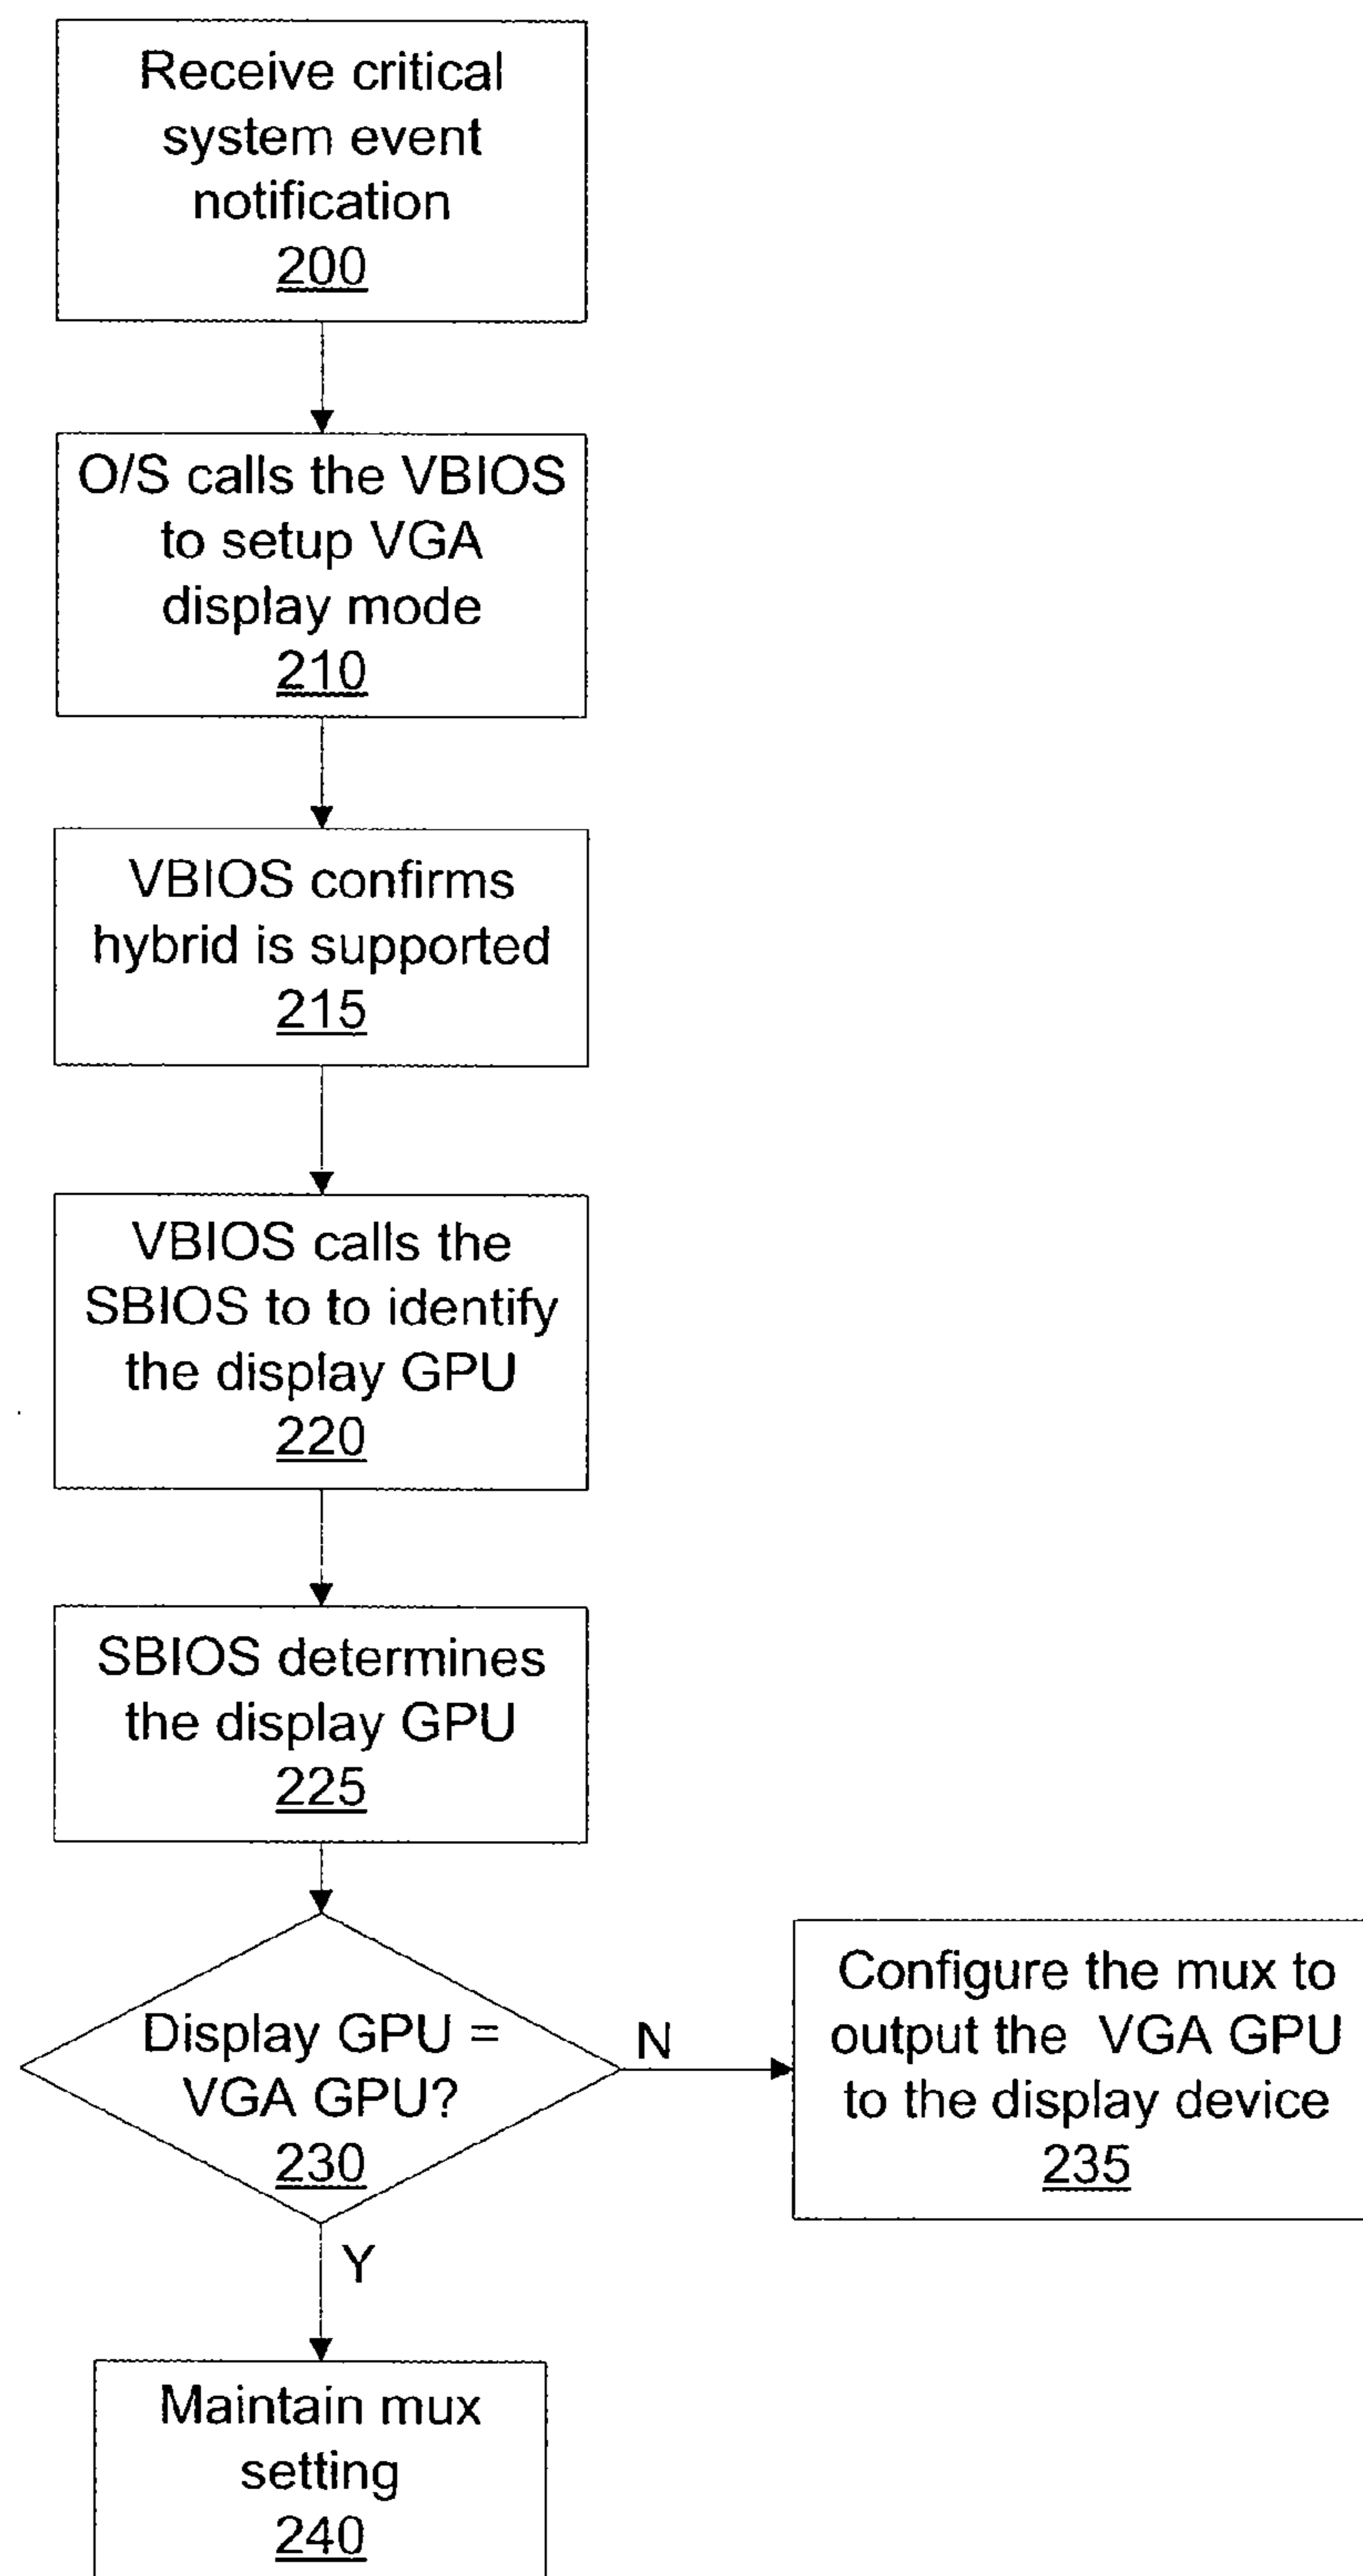 Receive critical
system event
notification
200
O/S calls the VBIOS
to setup VGA
display mode
210
VBIOS confirms
hybrid is supported
215
VBIOS calls the
SBIOS to to identify
the display GPU
220
SBIOS determines
the display GPU
225
Display GPU =
VGA GPU?
230
N
Configure the mux to
output the VGA GPU
to the display device
235
Y
Maintain mux
setting
240